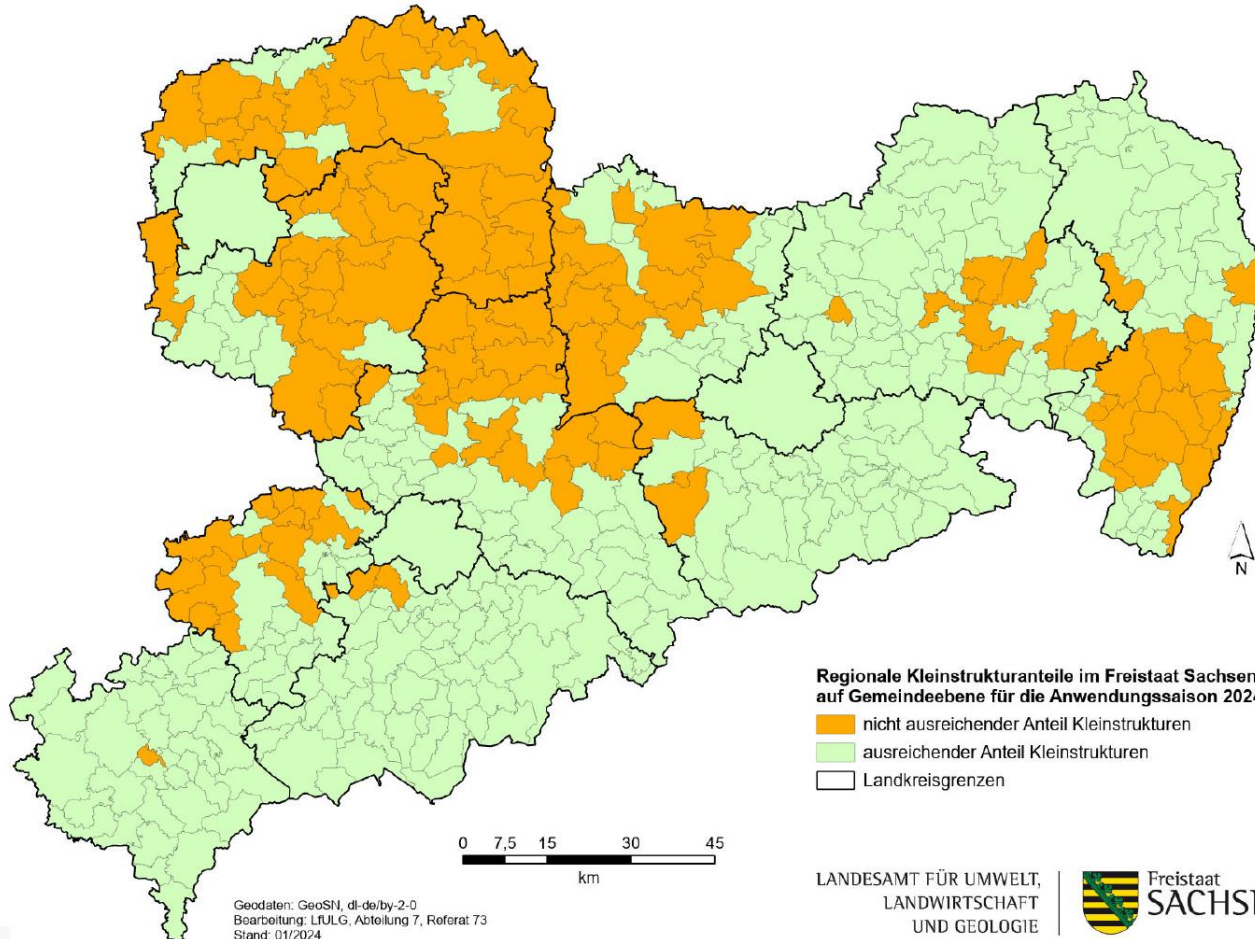 N
Regionale Kleinstrukturanteile im Freistaat Sachsen
auf Gemeindeebene für die Anwendungssaison 2024
nicht ausreichender Anteil Kleinstrukturen
ausreichender Anteil Kleinstrukturen
Landkreisgrenzen
0 7,5 15 30 45
km
Geodaten: GeoSN, dl-de/by-2-0
Bearbeitung: LfULG, Abteilung 7, Referat 73
Stand: 01/2024
LANDESAMT FÜR UMWELT,
LANDWIRTSCHAFT
UND GEOLOGIE
Freistaat
SACHSE